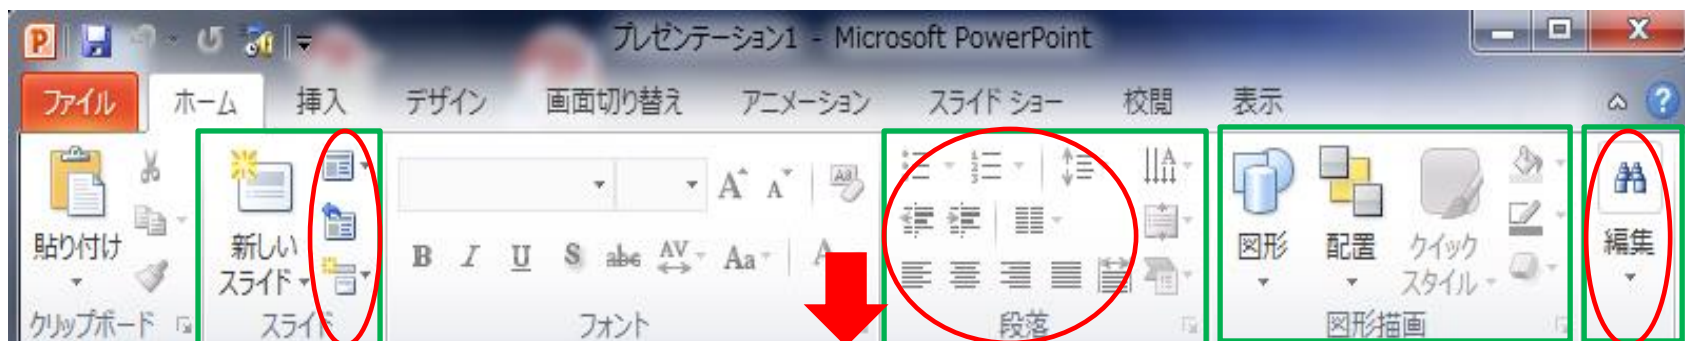 プレゼンテーション1 - Microsoft PowerPoint
ファイル ホーム 挿入 デザイン 画面切り替え アニメーション スライド ショー 校閲 表示
貼り付け
新しい
スライド
B I U S abe AV Aa A
A A
図形
配置
クイック
スタイル
編集
クリップボード スライド フォント 段落 図形描画